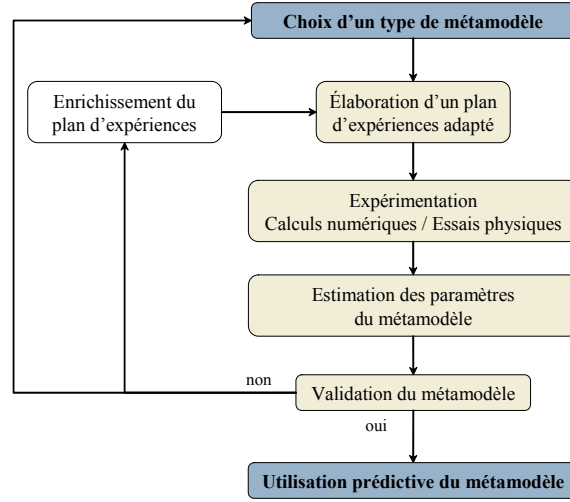 Choix d’un type de métamodèle
Enrichissement du
plan d’expériences
Élaboration d’un plan
d’expériences adapté
Expérimentation
Calculs numériques / Essais physiques
Estimation des paramètres
du métamodèle
non
Validation du métamodèle
oui
Utilisation prédictive du métamodèle